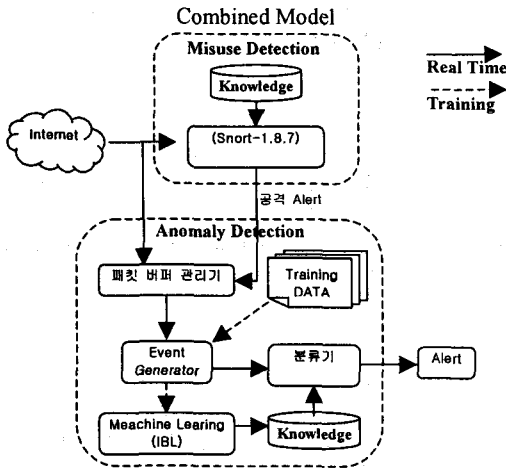 Combined Model
Misuse Detection
Knowledge
(Snort-1.8.7)
Real Time
Training
Internet
공격 Alert
Anomaly Detection
패킷 버퍼 관리기
Training
DATA
Event
Generator
분류기
Alert
Meachine Learing
(IBL)
Knowledge